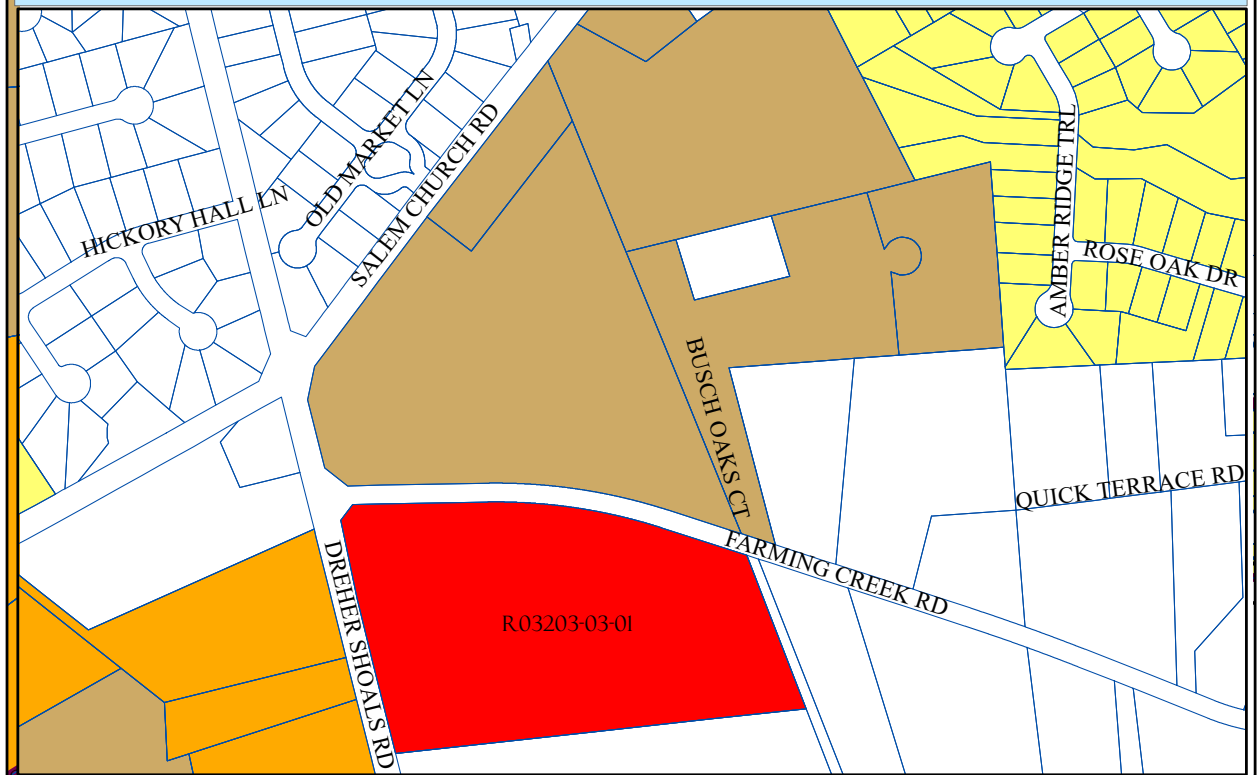 OLD MARKET LN
SALEM CHURCH RD
HICKORY HALL LN
AMBER RIDGE TRL
ROSE OAK DR
BUSCH OAKS CT
QUICK TERRACE RD
FARMING CREEK RD
DREHER SHOALS RD
R03203-03-01